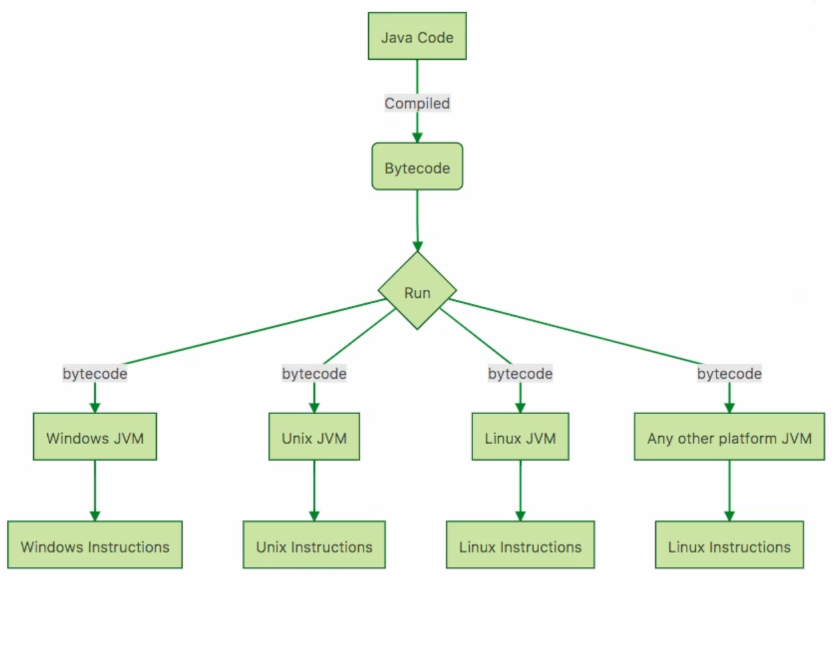 Java Code
Compiled
Bytecode
Run
bytecode
bytecode
bytecode
bytecode
Windows JVM
Unix JVM
Linux JVM
Any other platform JVM
Windows Instructions
Unix Instructions
Linux Instructions
Linux Instructions